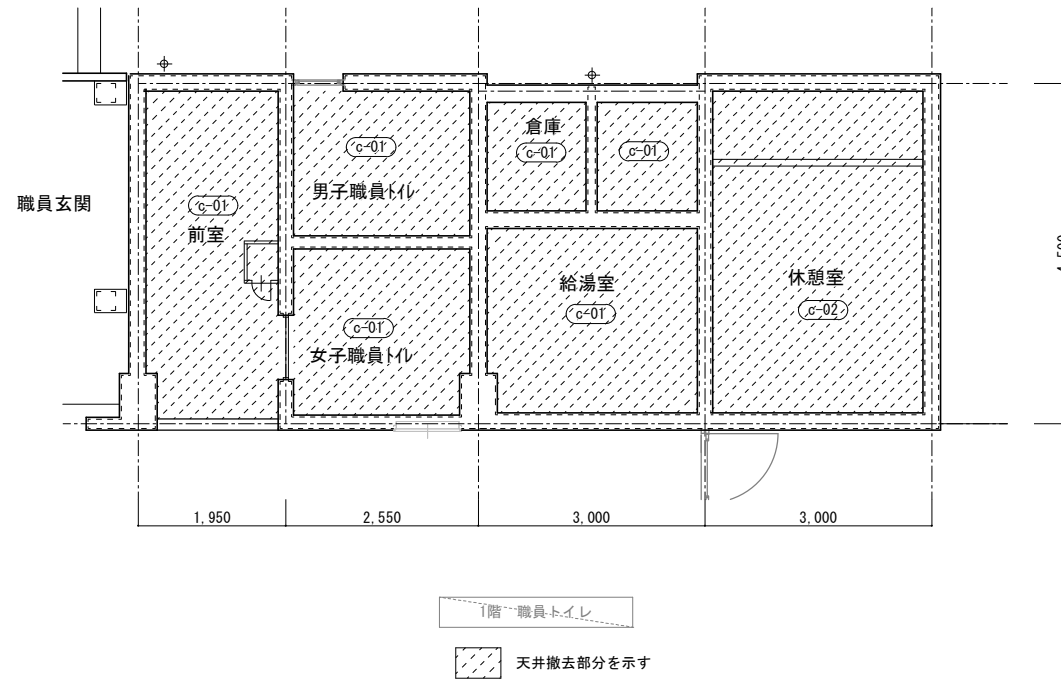 倉庫
c-01
c-01
c-01
男子職員トイレ
職員玄関
c-01
前室
休憩室
c-02
給湯室
c-01
c-01
女子職員トイレ
1,950
2,550
3,000
3,000
1階 職員トイレ
天井撤去部分を示す